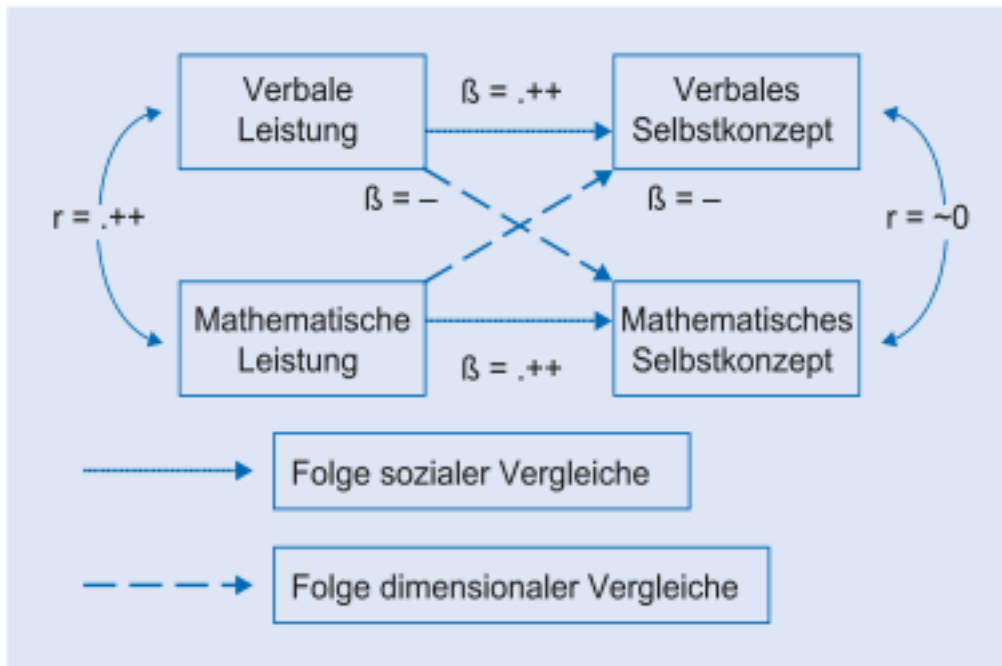 Verbale
Leistung
ß = .++
Verbales
Selbstkonzept
ß = –
ß = –
r = .++
r = ~0
Mathematische
Leistung
ß = .++
Mathematisches
Selbstkonzept
Folge sozialer Vergleiche
Folge dimensionaler Vergleiche